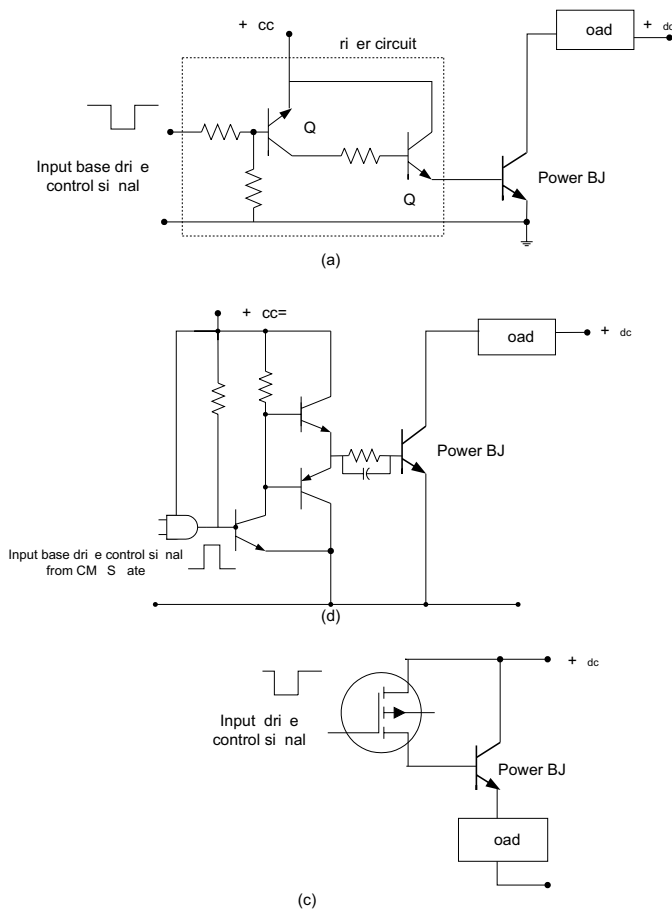 + cc
ri er circuit
oad
+ dc
Q
Input base dri e
control si nal
Q
Power BJ
(a)
+ cc=
oad
+ dc
Power BJ
Input base dri e control si nal
from CM S ate
(d)
+ dc
Input dri e
control si nal
Power BJ
oad
(c)